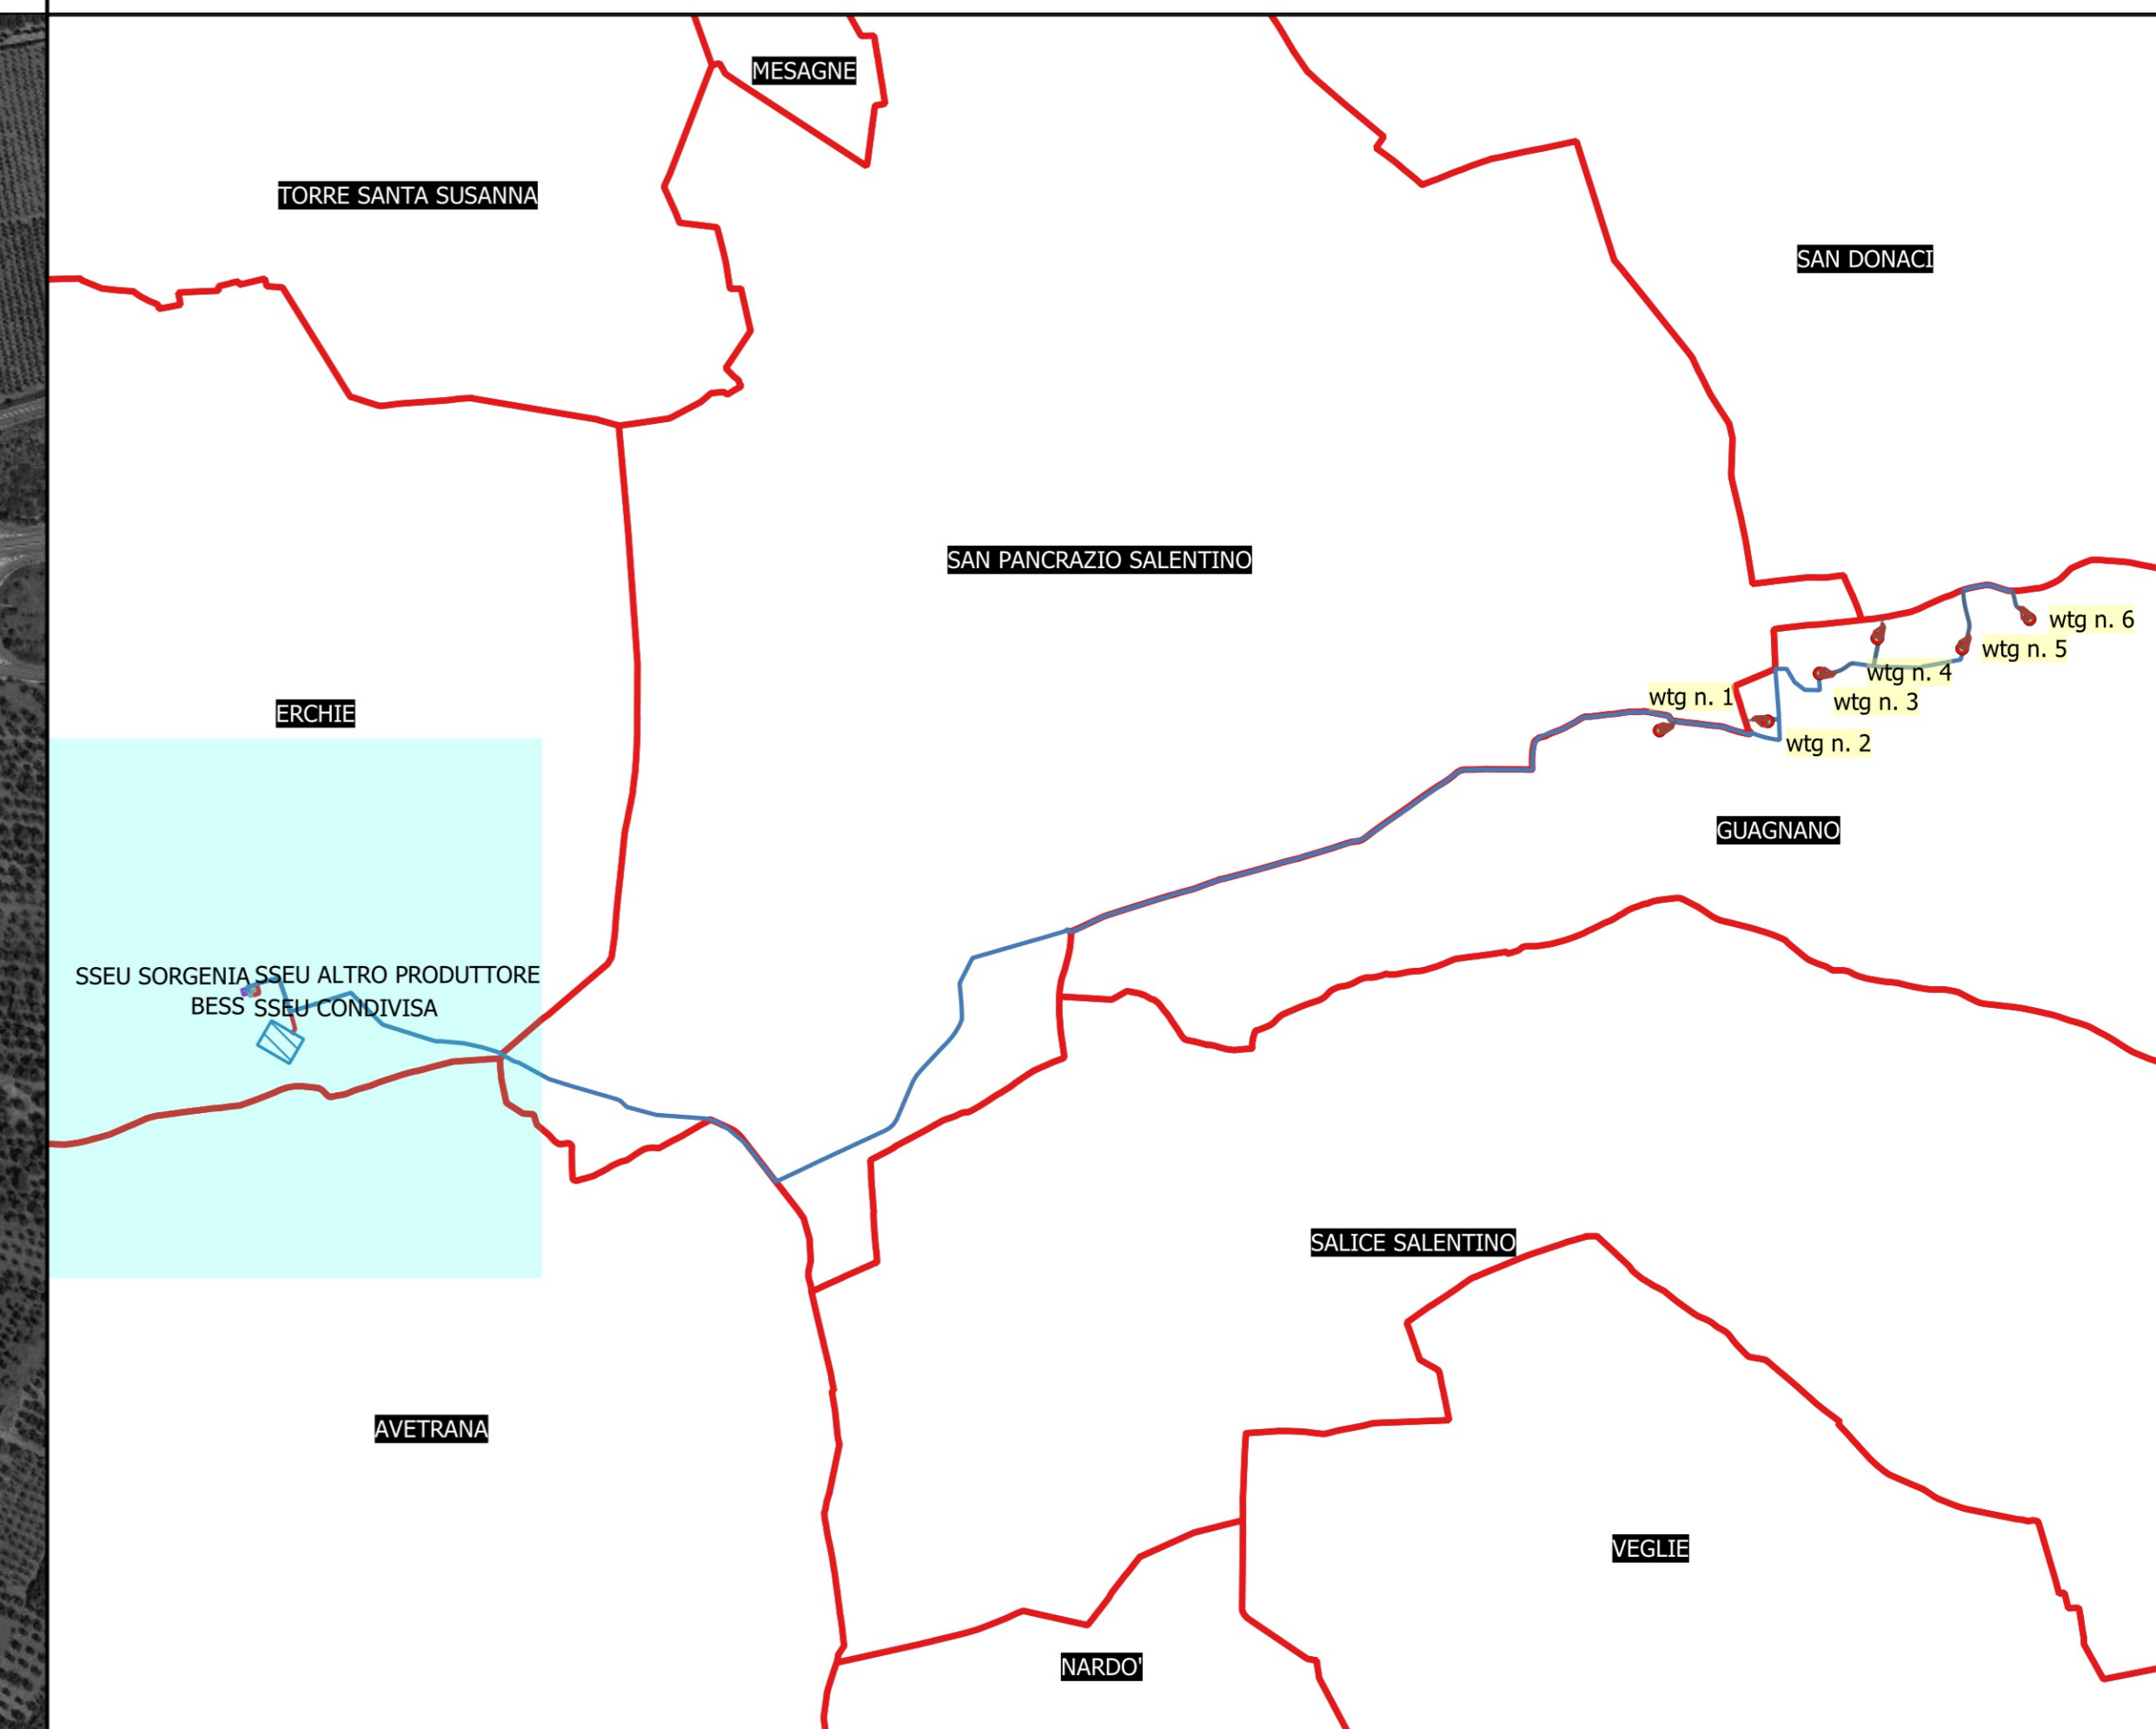 MESAGNE
TORRE SANTA SUSANNA
SAN DONACI
SAN PANCRAZIO SALENTINO
wtg n. 6
wtg n. 5
wtg n. 4
wtg n. 1
wtg n. 3
ERCHIE
wtg n. 2
GUAGNANO
SSEU SORGENIA SSEU ALTRO PRODUTTORE
BESS SSEU CONDIVISA
SALICE SALENTINO
AVETRANA
VEGLIE
NARDO'